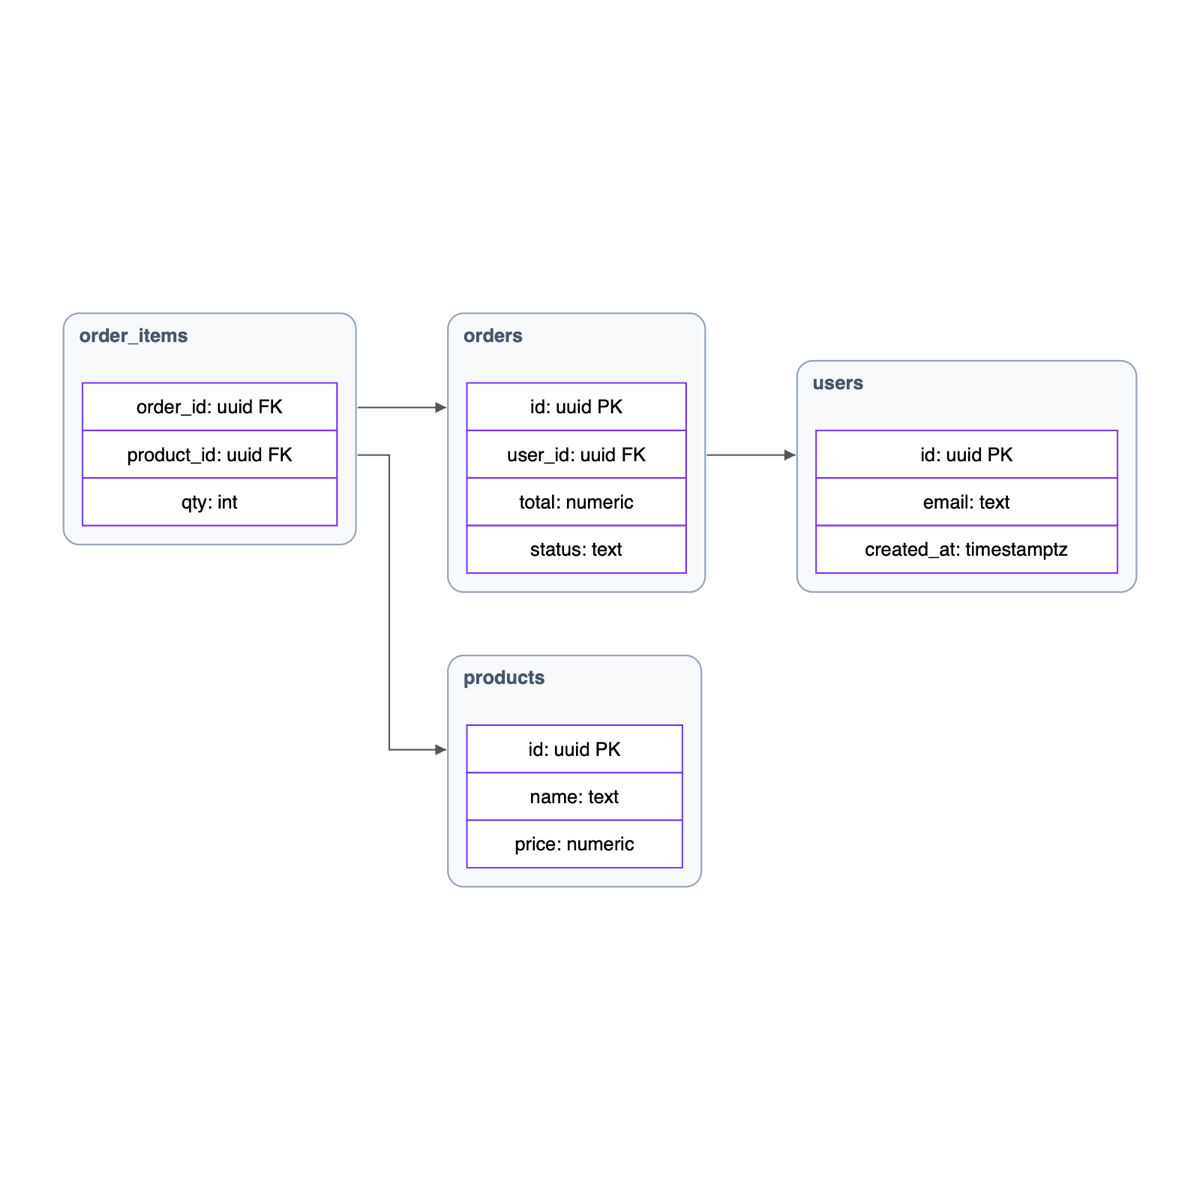 order_items
order_id: uuid FK
product_id: uuid FK
qty: int
orders
id: uuid PK
user_id: uuid FK
total: numeric
status: text
users
id: uuid PK
email: text
created_at: timestamptz
products
id: uuid PK
name: text
price: numeric